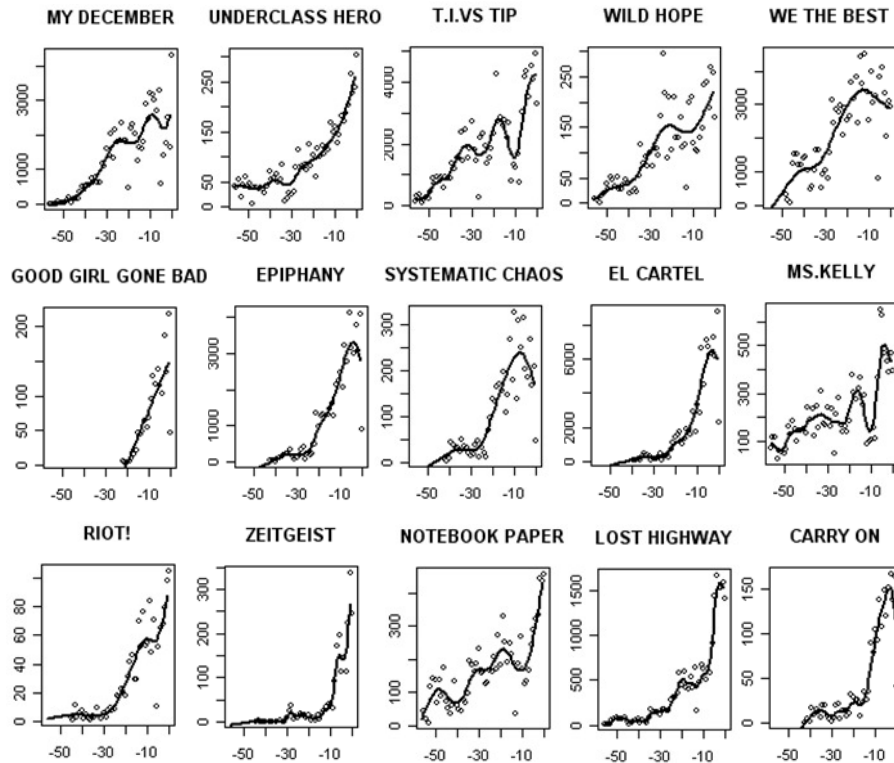 MY DECEMBER UNDERCLASS HERO T.I.VS TIP WILD HOPE WE THE BEST
0 1000 3000
0 50 150 250
0 2000 4000
0 50 150 250
1000 3000 5000
-50 -30 -10 -50 -30 -10 -50 -30 -10 -50 -30 -10 -50 -30 -10
GOOD GIRL GONE BAD EPIPHANY SYSTEMATIC CHAOS EL CARTEL MS.KELLY
0 50 100 200
0 1000 3000
0 100 200 300
0 2000 6000
100 300 500
-50 -30 -10 -50 -30 -10 -50 -30 -10 -50 -30 -10 -50 -30 -10
RIOT! ZEITGEIST NOTEBOOK PAPER LOST HIGHWAY CARRY ON
0 20 40 60 80
0 50 150 250 350
0 100 300
0 500 1000 1500
0 50 100 150
-50 -30 -10 -50 -30 -10 -50 -30 -10 -50 -30 -10 -50 -30 -10